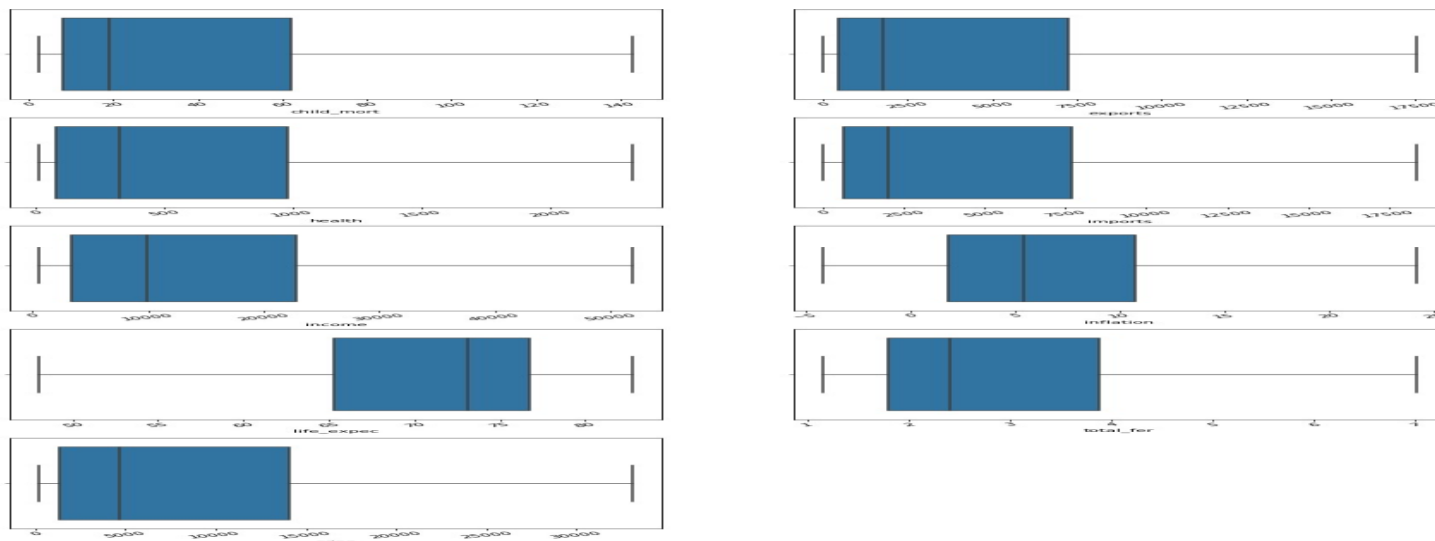 0 20 40 60 80 100 120 140
child_mort
0 2500 5000 7500 10000 12500 15000 17500
exports
0 500 1000 1500 2000
health
0 2500 5000 7500 10000 12500 15000 17500
imports
0 10000 20000 30000 40000 50000
income
-5 0 5 10 15 20 25
inflation
50 55 60 65 70 75 80
life_expec
1 2 3 4 5 6 7
total_fer
0 5000 10000 15000 20000 25000 30000